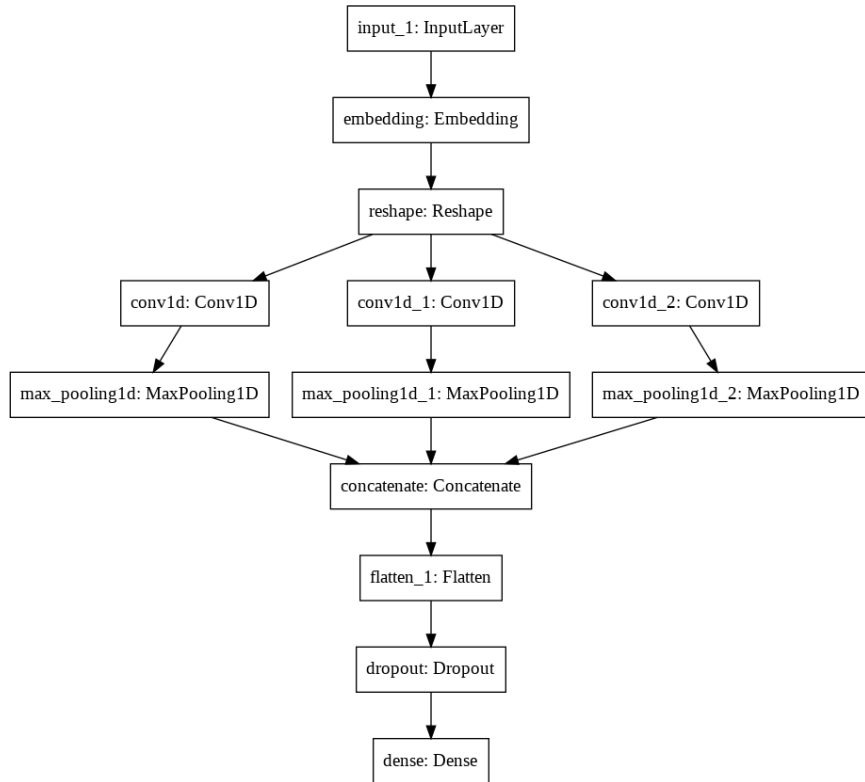 input_1: InputLayer
embedding: Embedding
reshape: Reshape
conv1d: Conv1D
conv1d_1: Conv1D
conv1d_2: Conv1D
max_pooling1d: MaxPooling1D
max_pooling1d_1: MaxPooling1D
max_pooling1d_2: MaxPooling1D
concatenate: Concatenate
flatten_1: Flatten
dropout: Dropout
dense: Dense